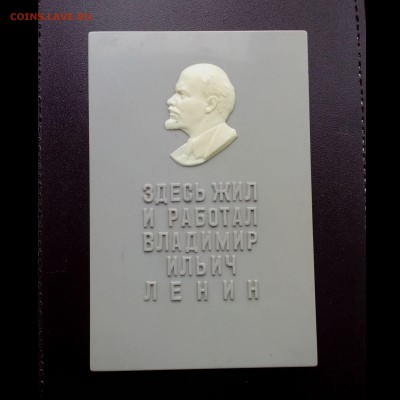 COINS.LAVE.RU
ЗДЕСЬ ЖИЛ
И РАБОТАЛ
ВЛАДИМИР
ИЛЬИЧ
ЛЕНИН